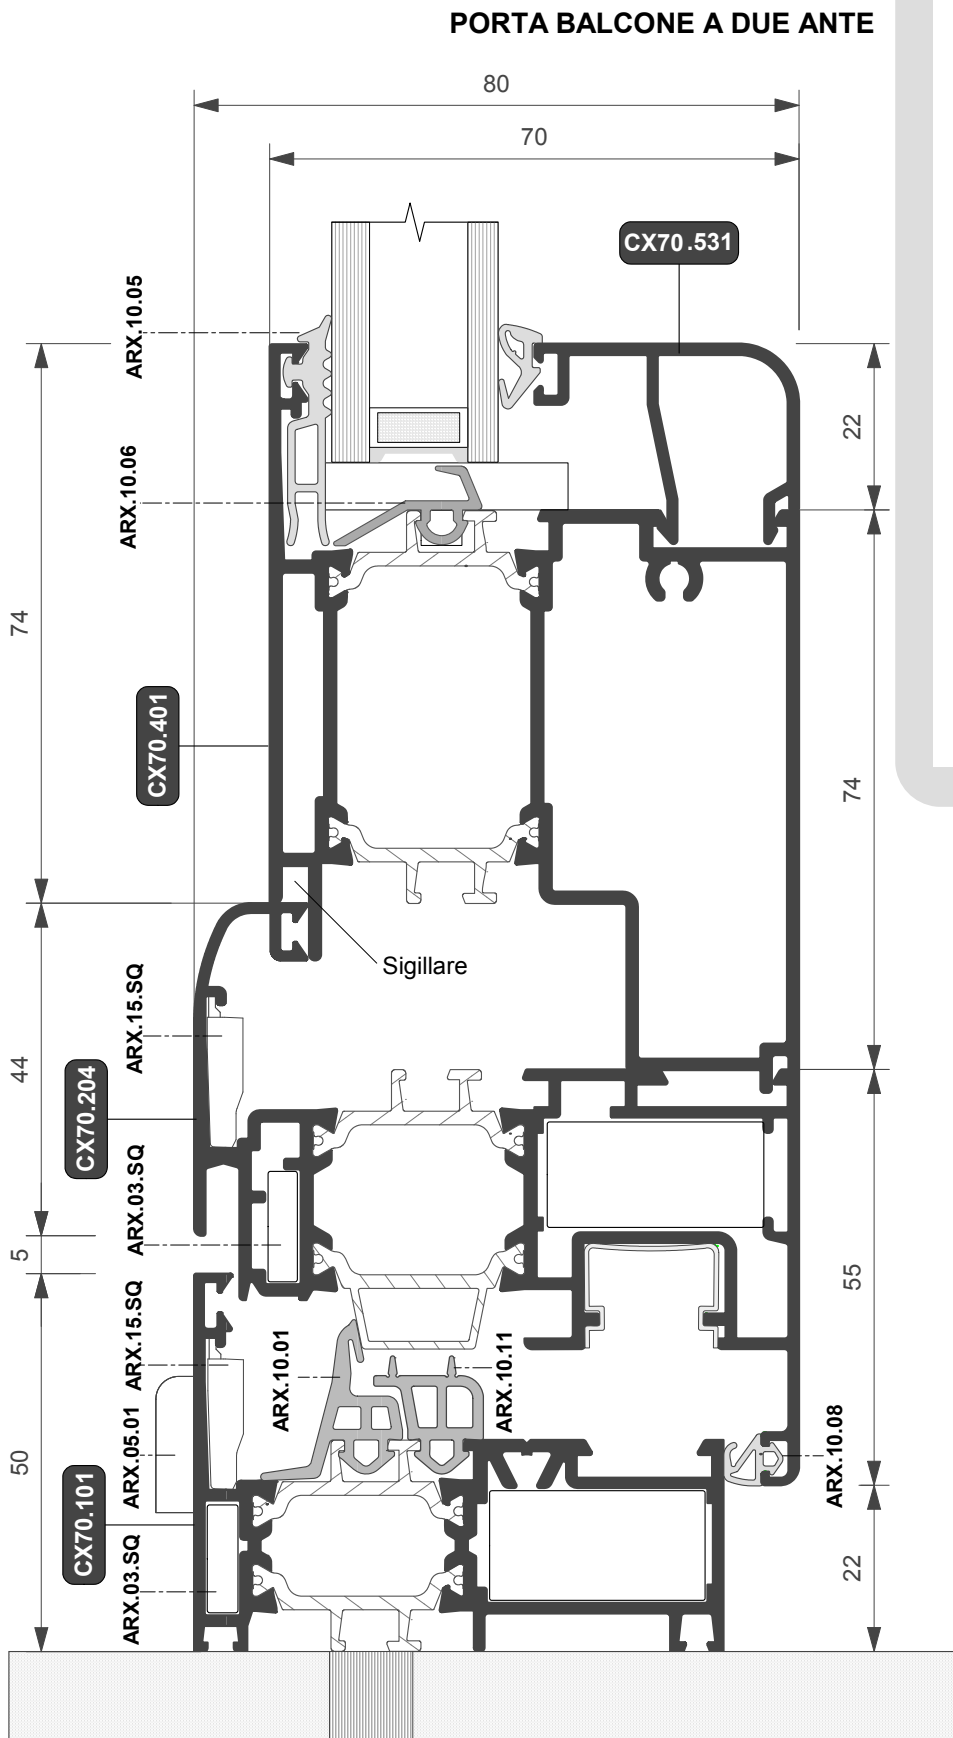 PORTA BALCONE A DUE ANTE
80
70
CX70.531
ARX.10.05
22
ARX.10.06
74
CX70.401
74
Sigillare
ARX.15.SQ
44
CX70.204
ARX.03.SQ
5
ARX.15.SQ
55
ARX.10.01
ARX.10.11
ARX.05.01
50
ARX.10.08
CX70.101
ARX.03.SQ
22